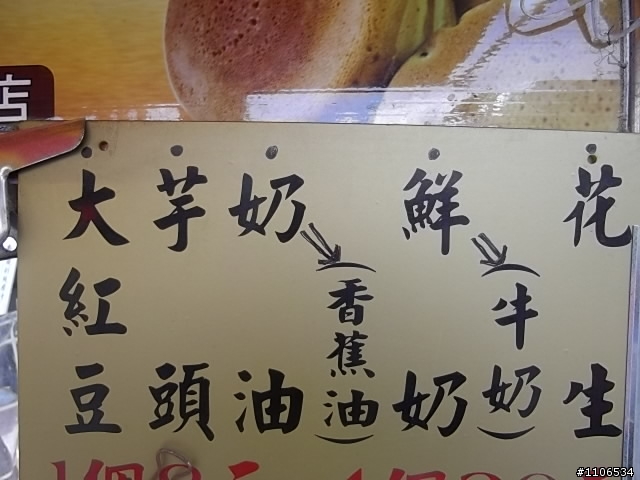 店
大紅豆
芋頭
奶油
(香蕉油)
鮮奶
(牛奶)
花生
#1106534